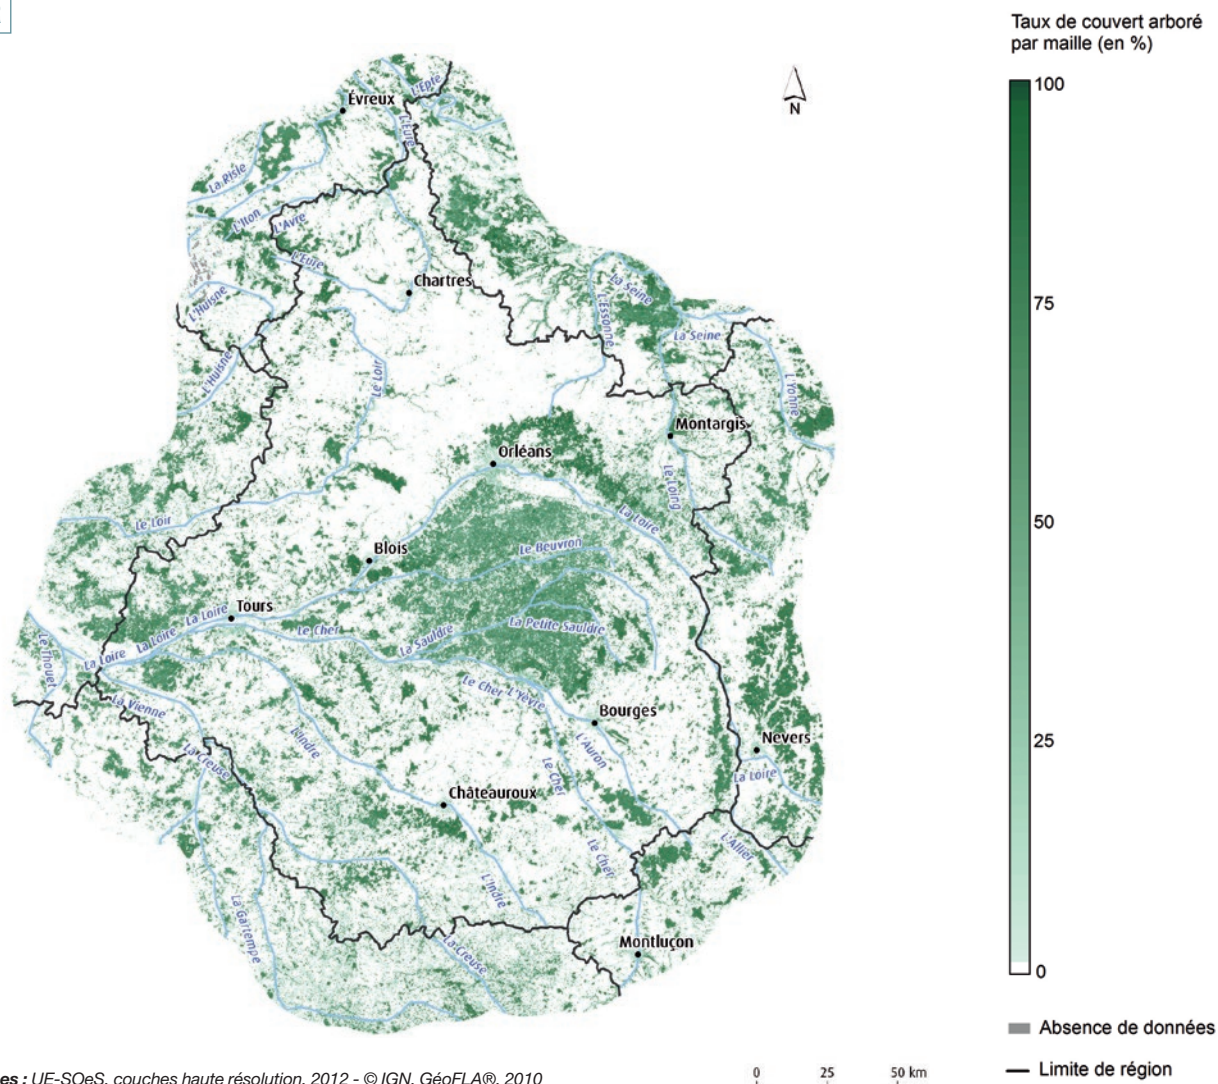 Taux de couvert arboré
par maille (en %)
100
75
50
25
0
Absence de données
Limite de région
N
L'Epte
Évreux
L'Eure
La Risle
L'Iton
L'Avre
L'Eure
Chartres
La Seine
L'Huisne
L'Essonne
La Seine
L'Huisne
Le Loir
L'Yonne
Montargis
Orléans
Le Loing
Le Loir
La Loire
Blois
Le Beuvron
Tours
La Loire
La Loire
La Loire
Le Cher
La Sauldre
La Petite Sauldre
Le Thouet
La Vienne
Le Cher
L'Yèvre
Bourges
Nevers
L'Indre
La Creuse
L'Auron
Le Cher
La Loire
Châteauroux
L'Allier
Le Cher
L'Indre
La Gartempe
La Creuse
Montluçon
es : UE-SOeS, couches haute résolution, 2012 - © IGN, GéoFLA®, 2010
0 25 50 km